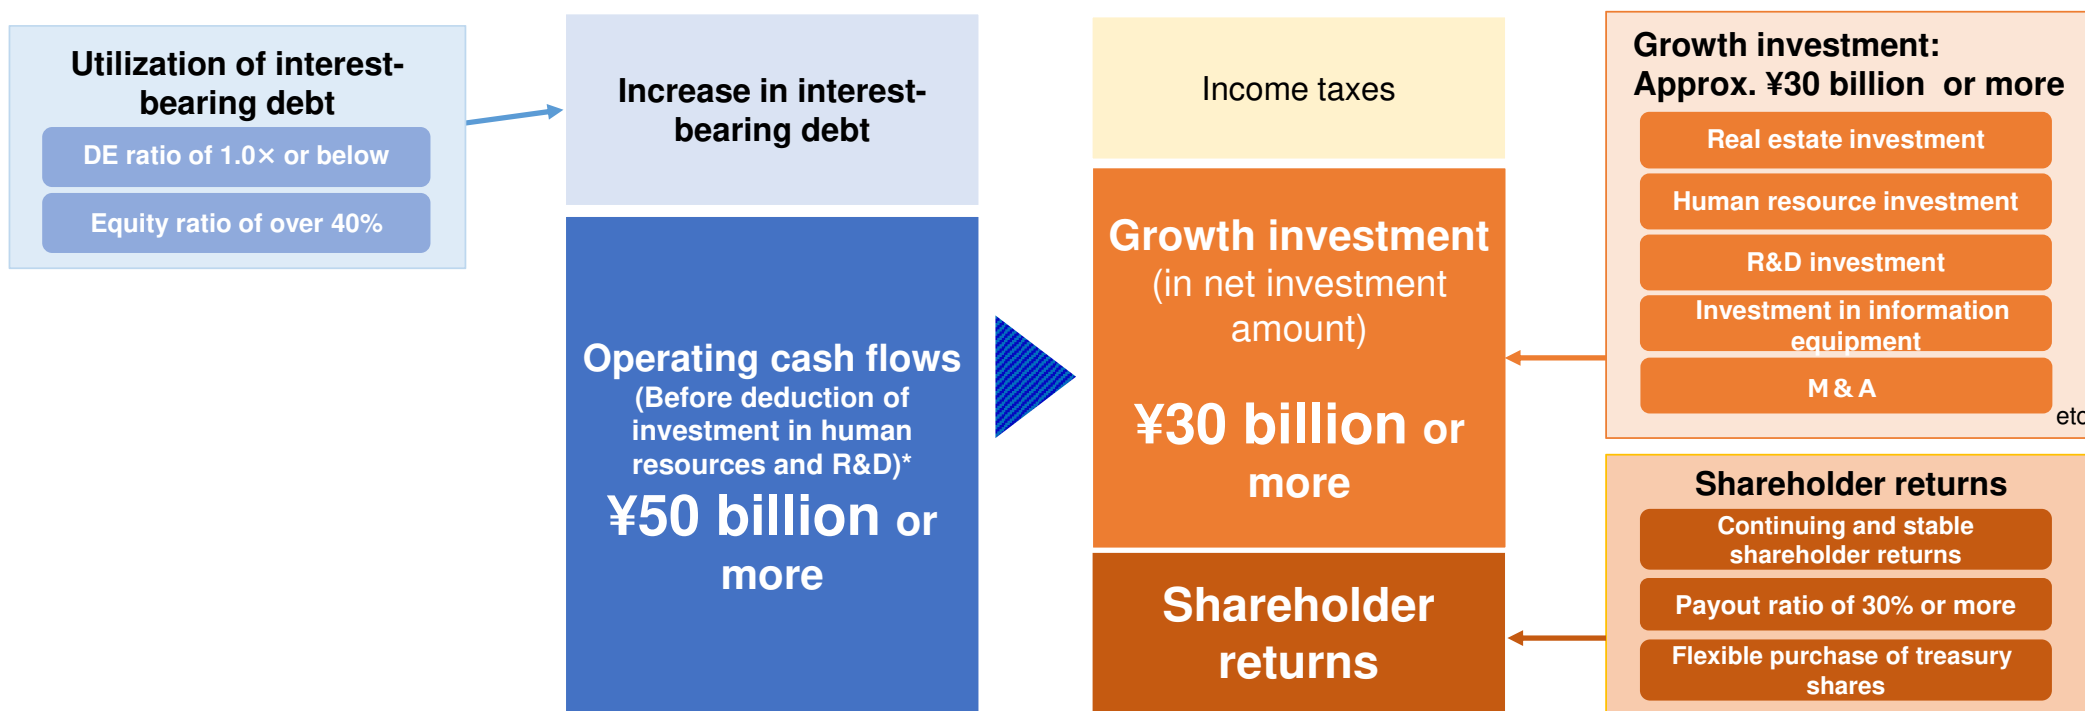 Utilization of interest-
bearing debt
DE ratio of 1.0× or below
Equity ratio of over 40%
Increase in interest-
bearing debt
Operating cash flows
(Before deduction of
investment in human
resources and R&D)*
¥50 billion or
more
Income taxes
Growth investment
(in net investment
amount)
¥30 billion or
more
Shareholder
returns
Growth investment:
Approx. ¥30 billion or more
Real estate investment
Human resource investment
R&D investment
Investment in information
equipment
M & A
etc
Shareholder returns
Continuing and stable
shareholder returns
Payout ratio of 30% or more
Flexible purchase of treasury
shares